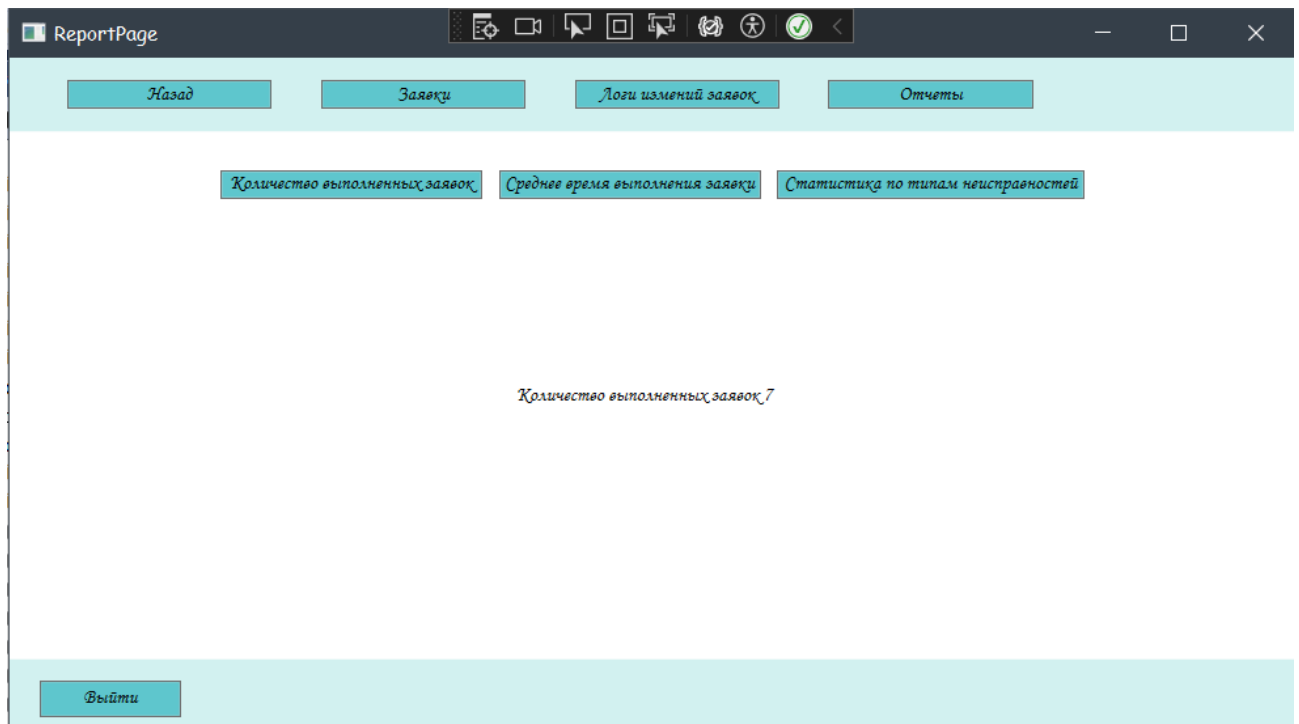 ReportPage
Назад Заявки Логи измений заявок Отчеты
Количество выполненных заявок Среднее время выполнения заявки Статистика по типам неисправностей
Количество выполненных заявок 7
Выйти